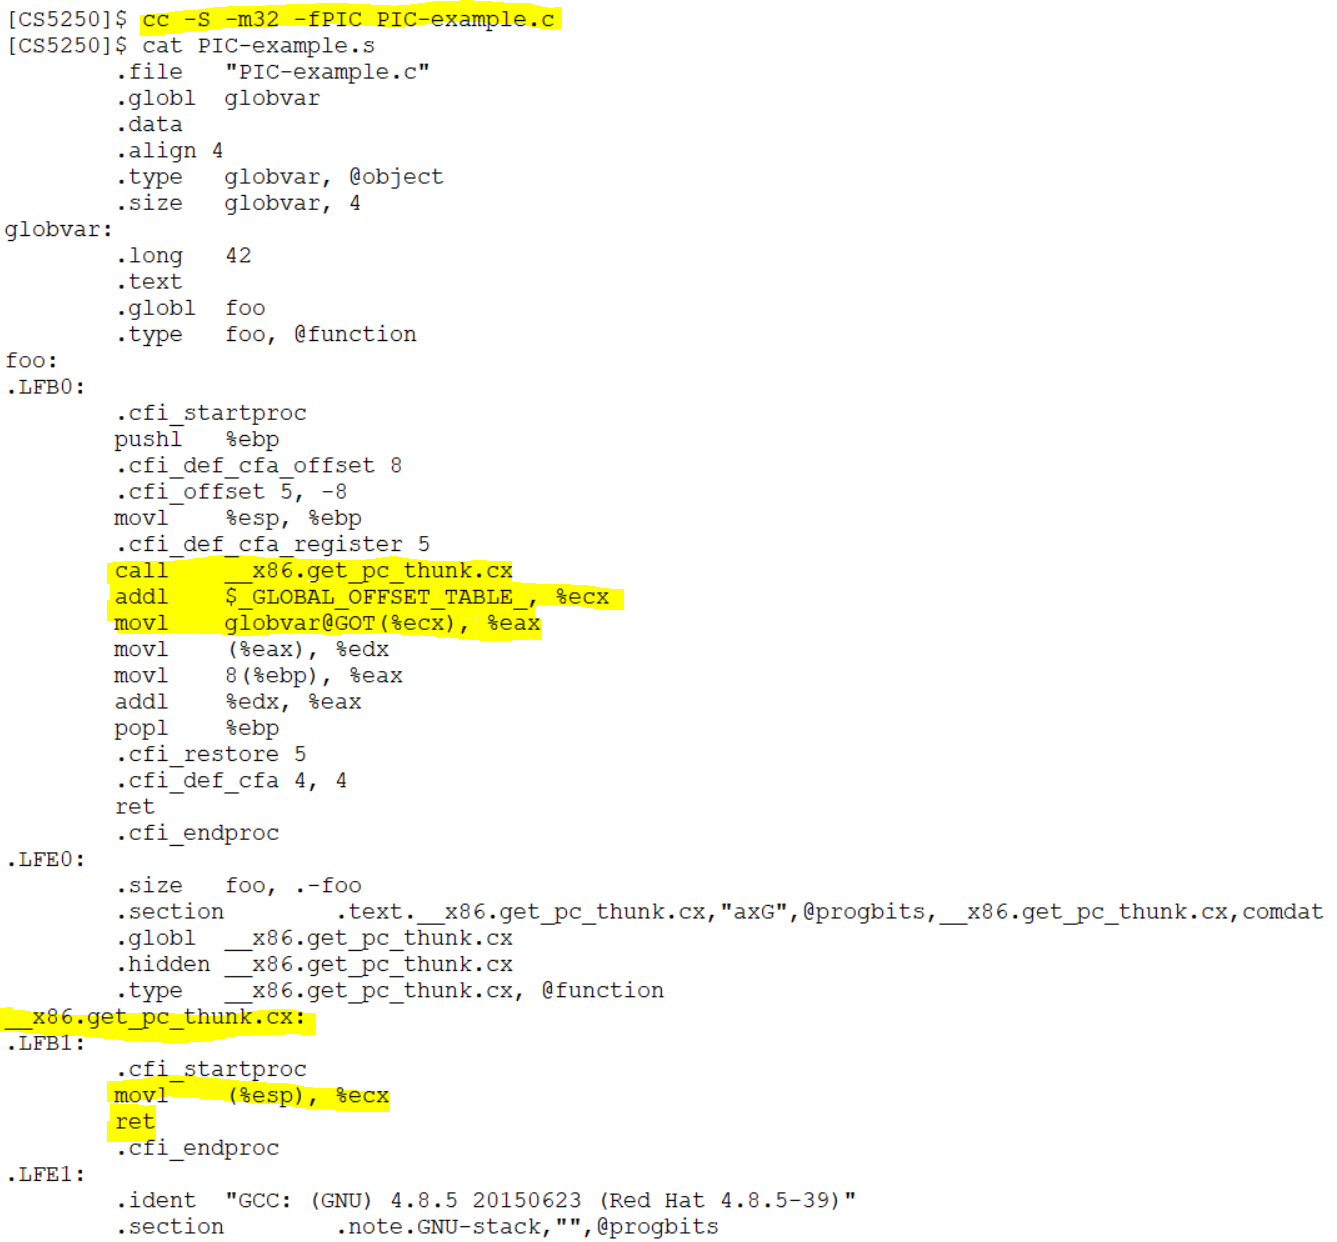 [CS5250]$ cc -S -m32 -fPIC PIC-example.c
[CS5250]$ cat PIC-example.s
.file "PIC-example.c"
.globl globvar
.data
.align 4
.type globvar, @object
.size globvar, 4
globvar:
.long 42
.text
.globl foo
.type foo, @function
foo:
.LFB0:
.cfi_startproc
pushl %ebp
.cfi_def_cfa_offset 8
.cfi_offset 5, -8
movl %esp, %ebp
.cfi_def_cfa_register 5
call __x86.get_pc_thunk.cx
addl $_GLOBAL_OFFSET_TABLE_, %ecx
movl globvar@GOT(%ecx), %eax
movl (%eax), %edx
movl 8(%ebp), %eax
addl %edx, %eax
popl %ebp
.cfi_restore 5
.cfi_def_cfa 4, 4
ret
.cfi_endproc
.LFE0:
.size foo, .-foo
.section .text.__x86.get_pc_thunk.cx,"axG",@progbits,__x86.get_pc_thunk.cx,comdat
.globl __x86.get_pc_thunk.cx
.hidden __x86.get_pc_thunk.cx
.type __x86.get_pc_thunk.cx, @function
__x86.get_pc_thunk.cx:
.LFB1:
.cfi_startproc
movl (%esp), %ecx
ret
.cfi_endproc
.LFE1:
.ident "GCC: (GNU) 4.8.5 20150623 (Red Hat 4.8.5-39)"
.section .note.GNU-stack,"",@progbits